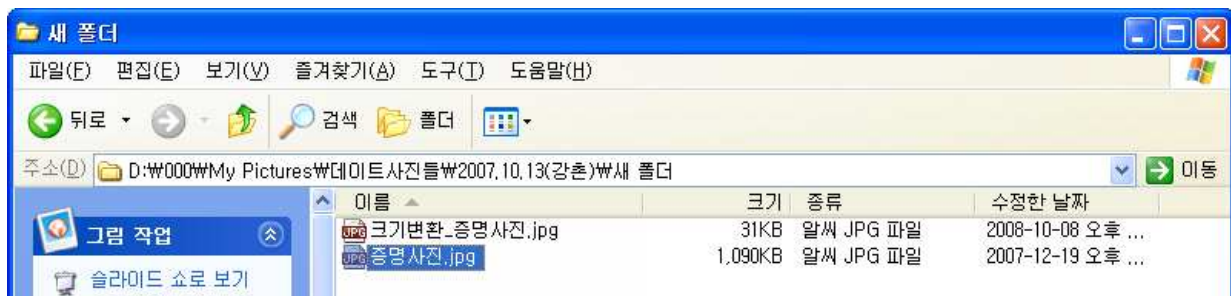 새 폴더
파일(F) 편집(E) 보기(V) 즐겨찾기(A) 도구(T) 도움말(H)
뒤로 검색 폴더
주소(D) D:₩000₩My Pictures₩데이트사진들₩2007.10.13(강촌)₩새 폴더 이동
이름 크기 종류 수정한 날짜
그림 작업
JPG 크기변환_증명사진.jpg 31KB 알씨 JPG 파일 2008-10-08 오후 ...
JPG 증명사진.jpg 1,090KB 알씨 JPG 파일 2007-12-19 오후 ...
슬라이드 쇼로 보기